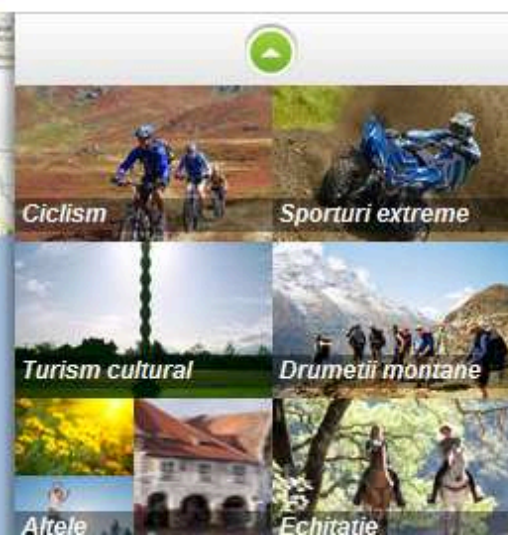 Ciclism
Sporturi extreme
Turism cultural
Drumetii montane
Altele
Echitatie